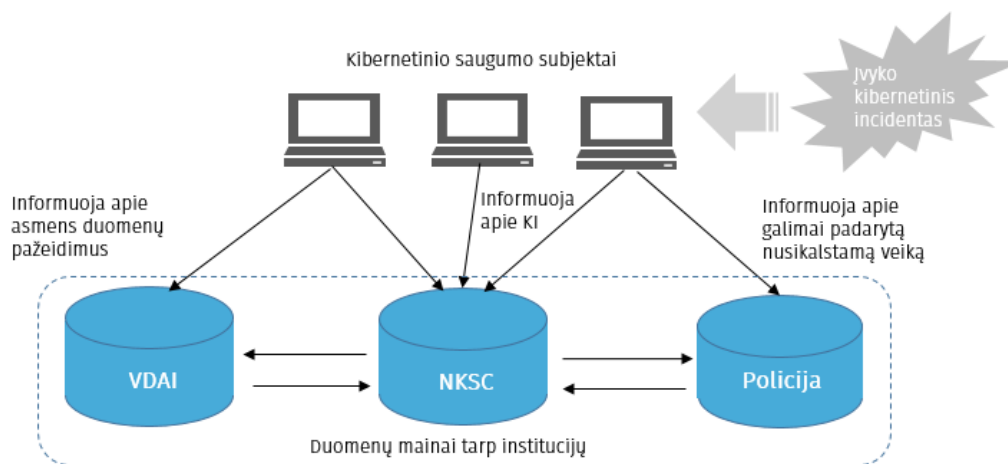 Kibernetinio saugumo subjektai
Įvyko
kibernetinis
incidentas
Informuoja apie
asmens duomenų
pažeidimus
Informuoja
apie KI
Informuoja apie
galimai padarytą
nusikalstamą veiką
VDAI
NKSC
Policija
Duomenų mainai tarp institucijų